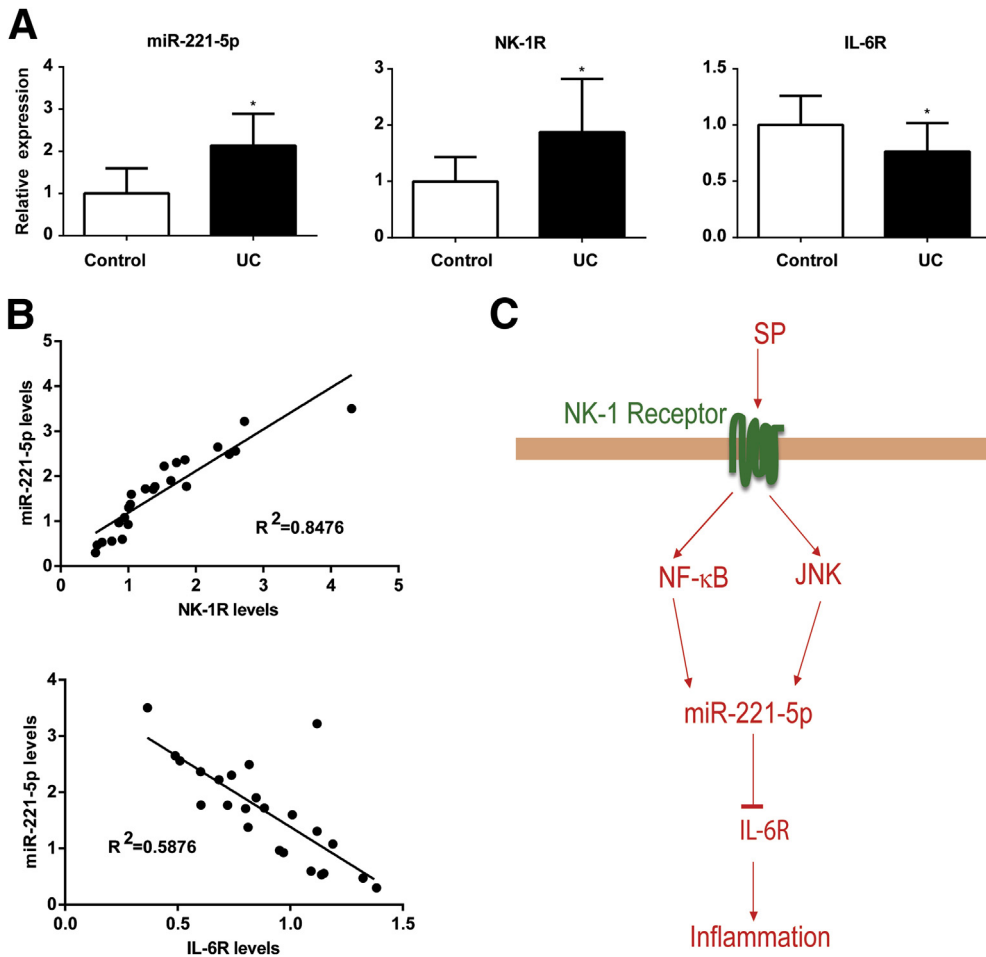 A
miR-221-5p
NK-1R
IL-6R
Relative expression
4
3
2
1
0
*
Control
UC
3
2
1
0
*
Control
UC
1.5
1.0
0.5
0.0
*
Control
UC
B
miR-221-5p levels
5
4
3
2
1
0
R2=0.8476
0
1
2
3
4
5
NK-1R levels
miR-221-5p levels
4
3
2
1
0
R2=0.5876
0.0
0.5
1.0
1.5
IL-6R levels
C
SP
NK-1 Receptor
NF-κB
JNK
miR-221-5p
IL-6R
Inflammation